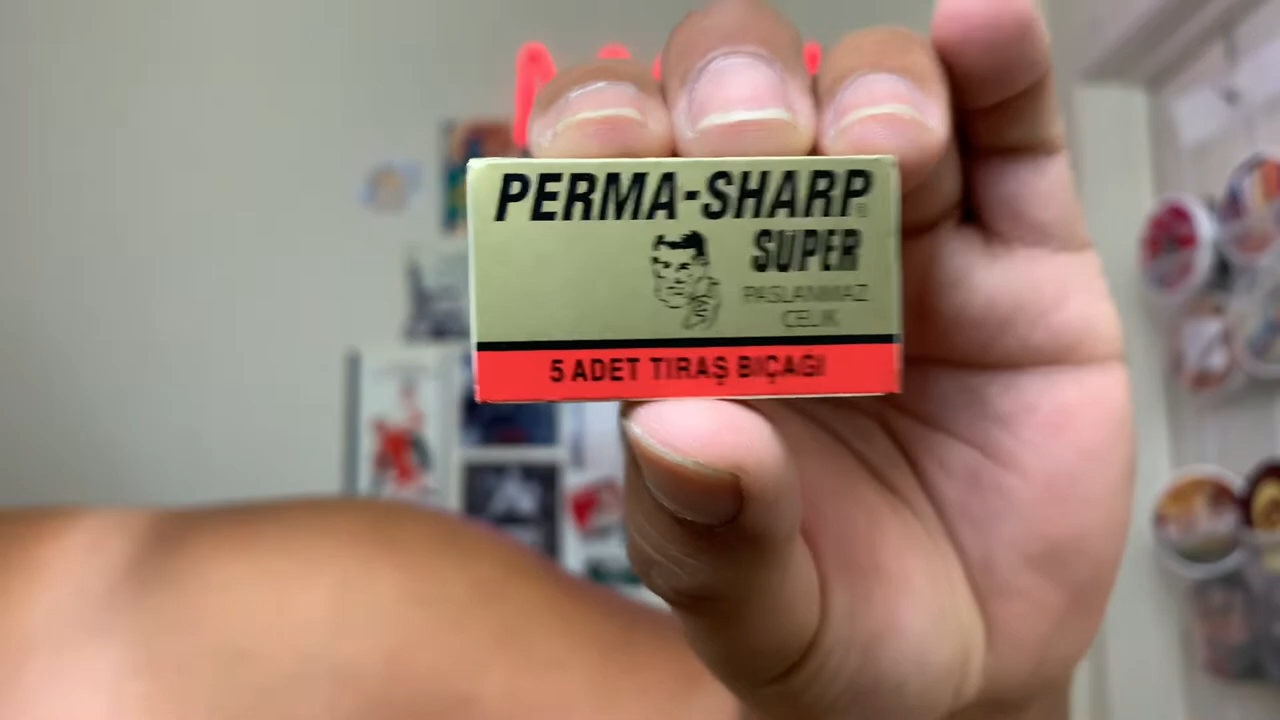 PERMA-SHARP
SUPER
PASLANMAZ
ÇELİK
5 ADET TIRAŞ BIÇAĞI